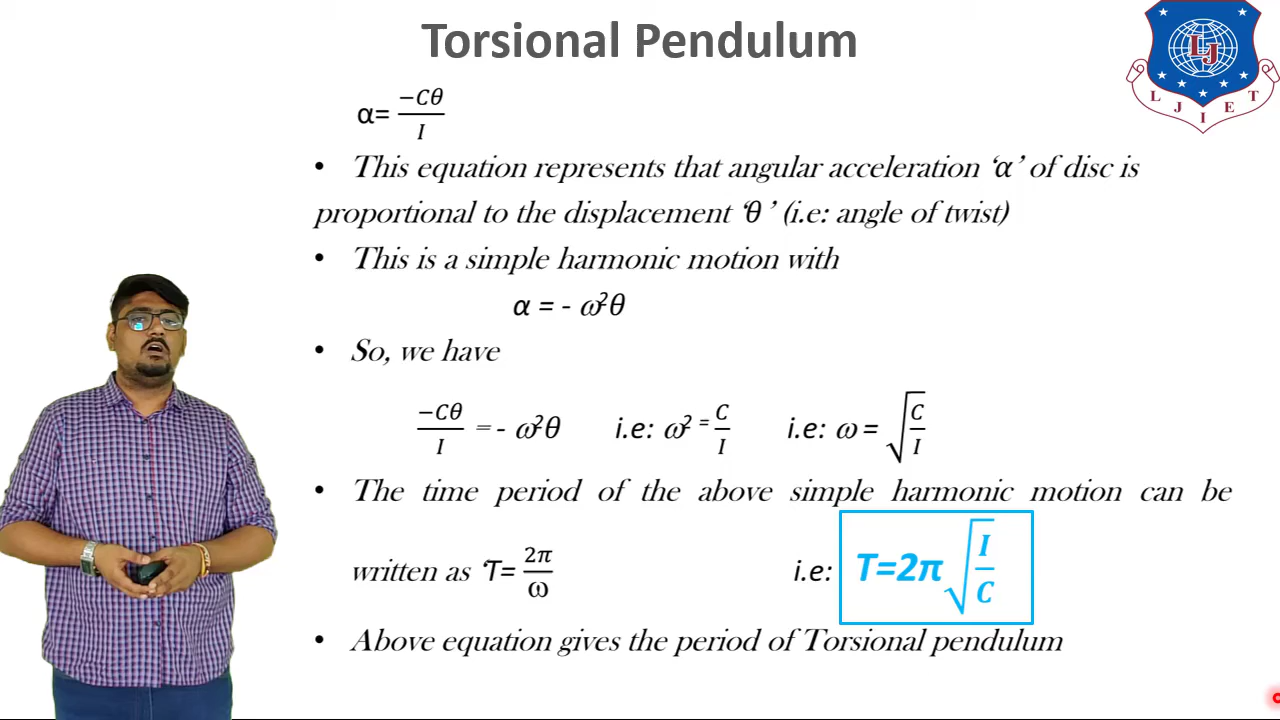 Torsional Pendulum
LJ
L J I E T
α= −Cθ/I
• This equation represents that angular acceleration ‘α’ of disc is
proportional to the displacement ‘θ ’ (i.e: angle of twist)
• This is a simple harmonic motion with
α = - ω²θ
• So, we have
−Cθ/I = - ω²θ i.e: ω² = C/I i.e: ω = √(C/I)
• The time period of the above simple harmonic motion can be
written as ‘T= 2π/ω i.e: T=2π √(I/C)
• Above equation gives the period of Torsional pendulum